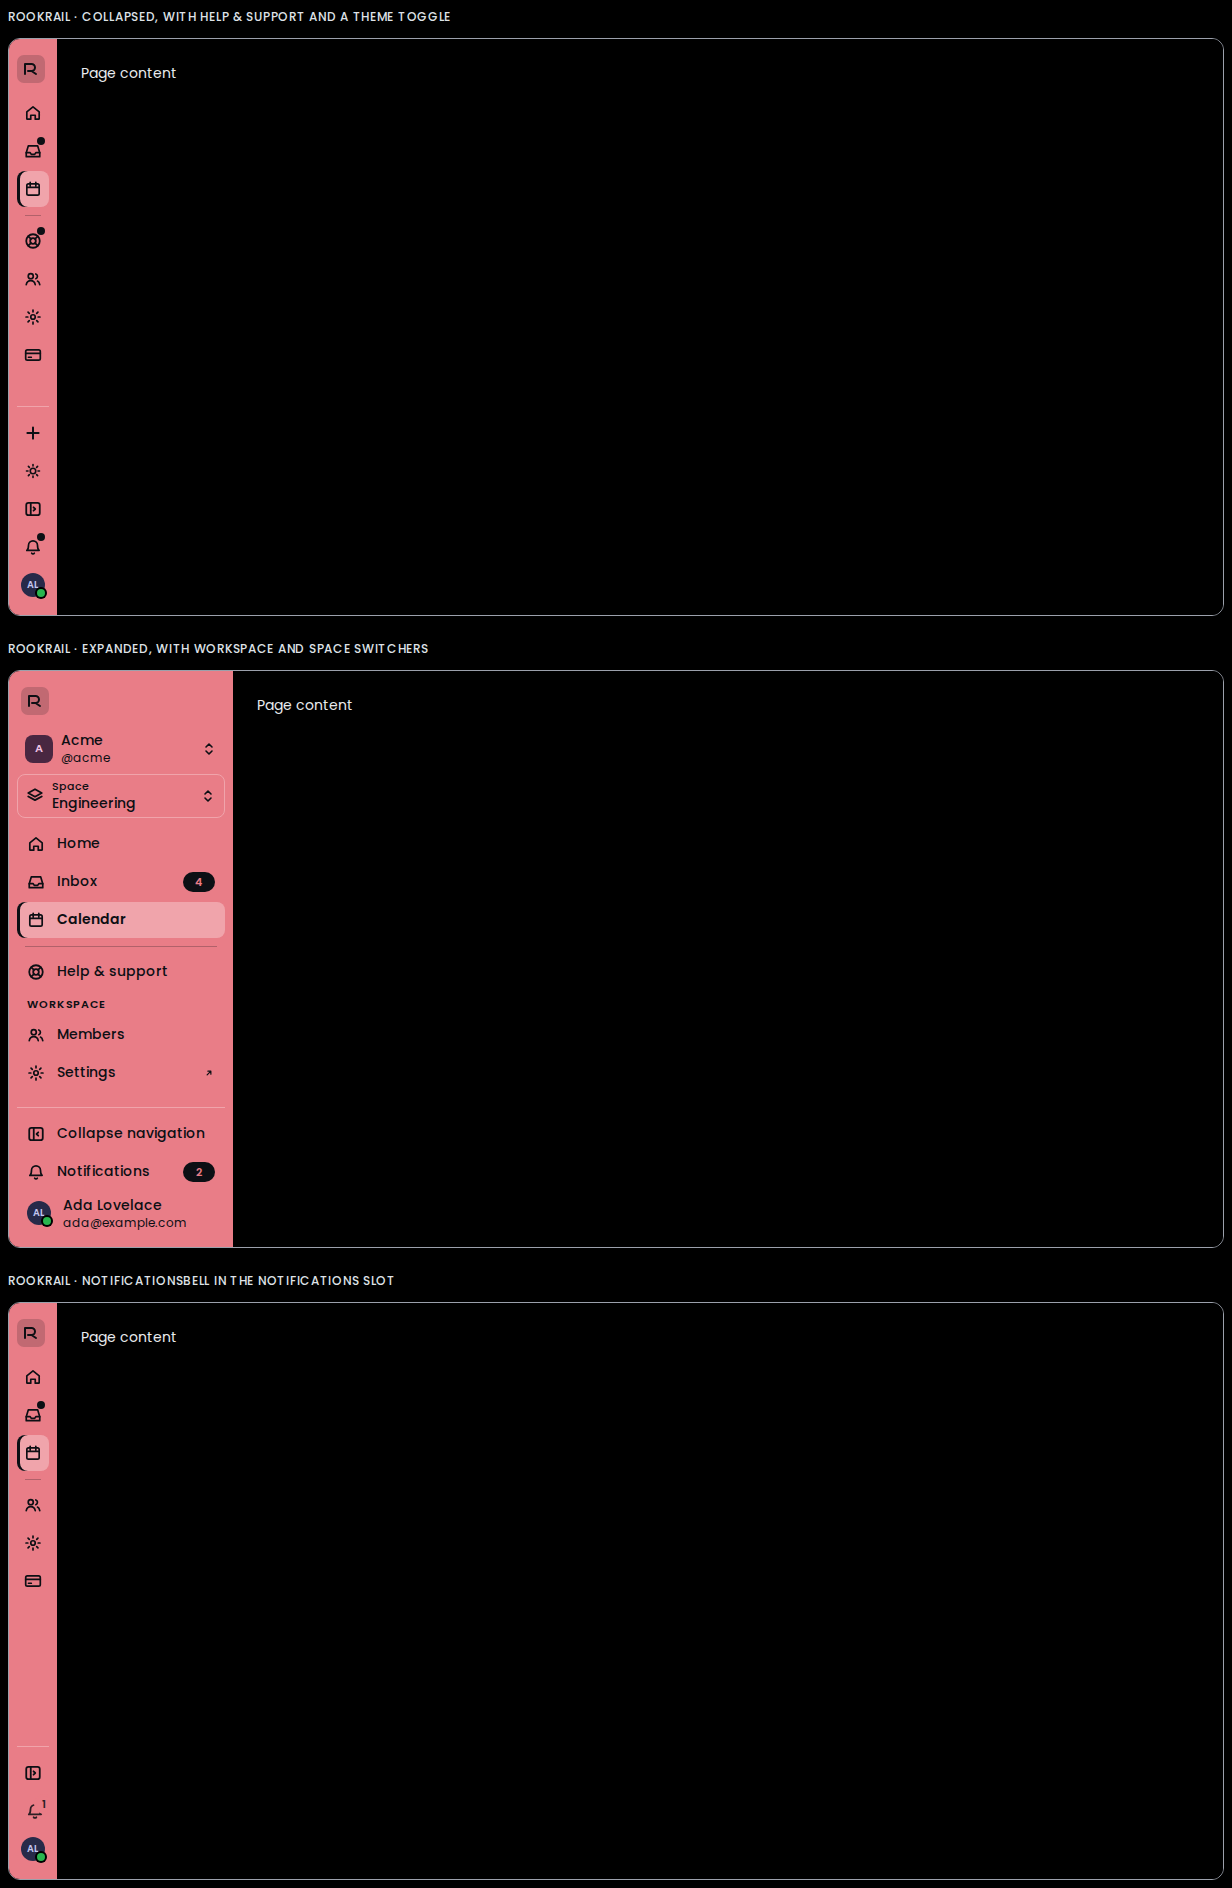 ROOKRAIL · COLLAPSED, WITH HELP & SUPPORT AND A THEME TOGGLE
R
Page content
AL
ROOKRAIL · EXPANDED, WITH WORKSPACE AND SPACE SWITCHERS
R
Page content
A
Acme
@acme
Space
Engineering
Home
Inbox
4
Calendar
Help & support
WORKSPACE
Members
Settings
Collapse navigation
Notifications
2
AL
Ada Lovelace
ada@example.com
ROOKRAIL · NOTIFICATIONSBELL IN THE NOTIFICATIONS SLOT
R
Page content
1
AL